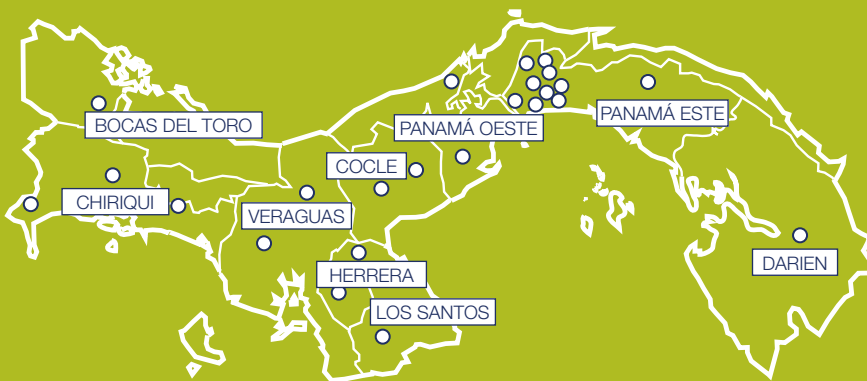 BOCAS DEL TORO
PANAMÁ OESTE
PANAMÁ ESTE
COCLE
CHIRIQUI
VERAGUAS
HERRERA
DARIEN
LOS SANTOS